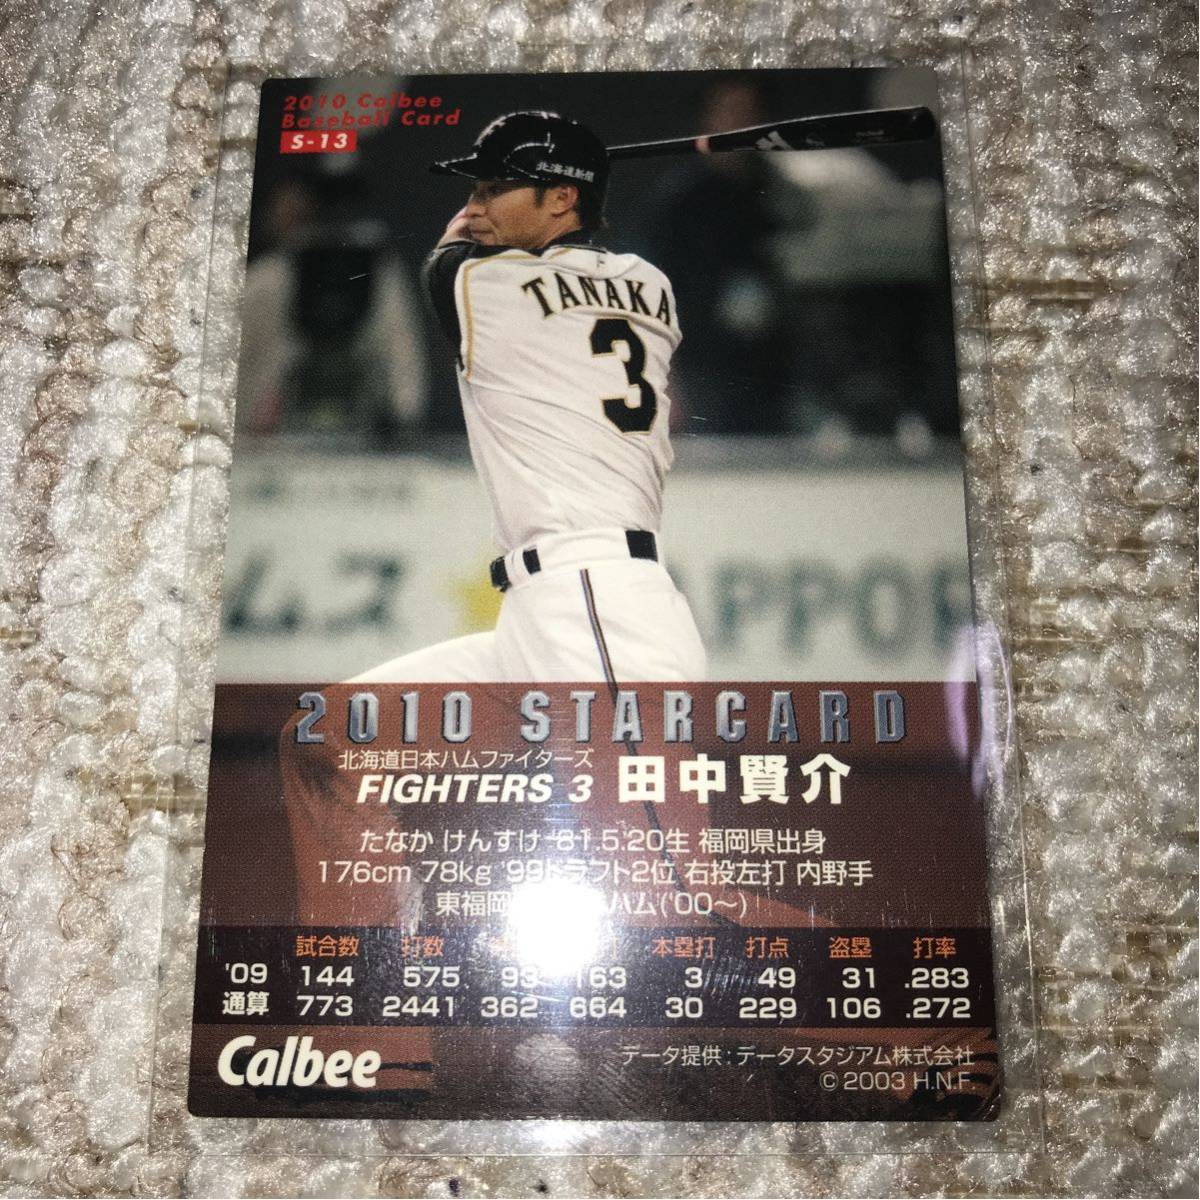 2010 Calbee
Baseball Card
S-13
北海道新聞
F
TANAKA
3
ムス
APPOR
2010 STARCARD
北海道日本ハムファイターズ
FIGHTERS 3 田中賢介
たなか けんすけ '81.5.20生 福岡県出身
176cm 78kg '99ドラフト2位 右投左打 内野手
東福岡 ハム('00〜)
試合数 打数 本塁打 打点 盗塁 打率
'09 144 575 93 163 3 49 31 .283
通算 773 2441 362 664 30 229 106 .272
Calbee
データ提供:データスタジアム株式会社
© 2003 H.N.F.